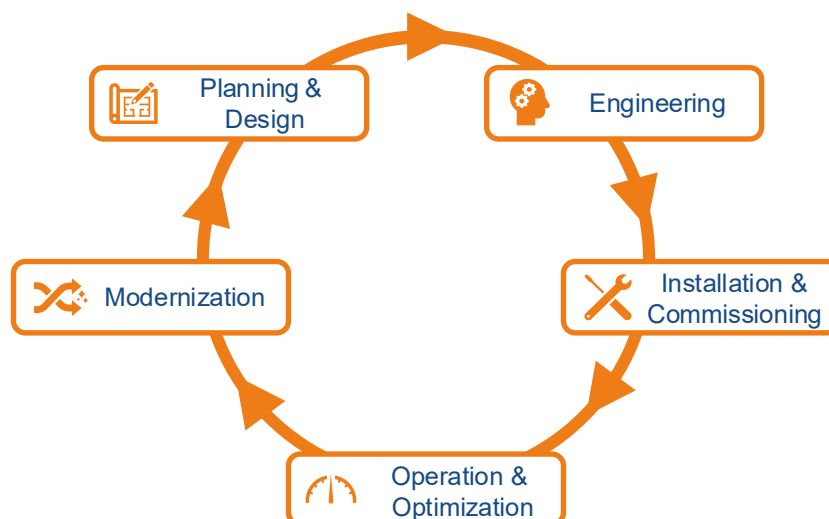 Planning &
Design
Engineering
Installation &
Commissioning
Operation &
Optimization
Modernization